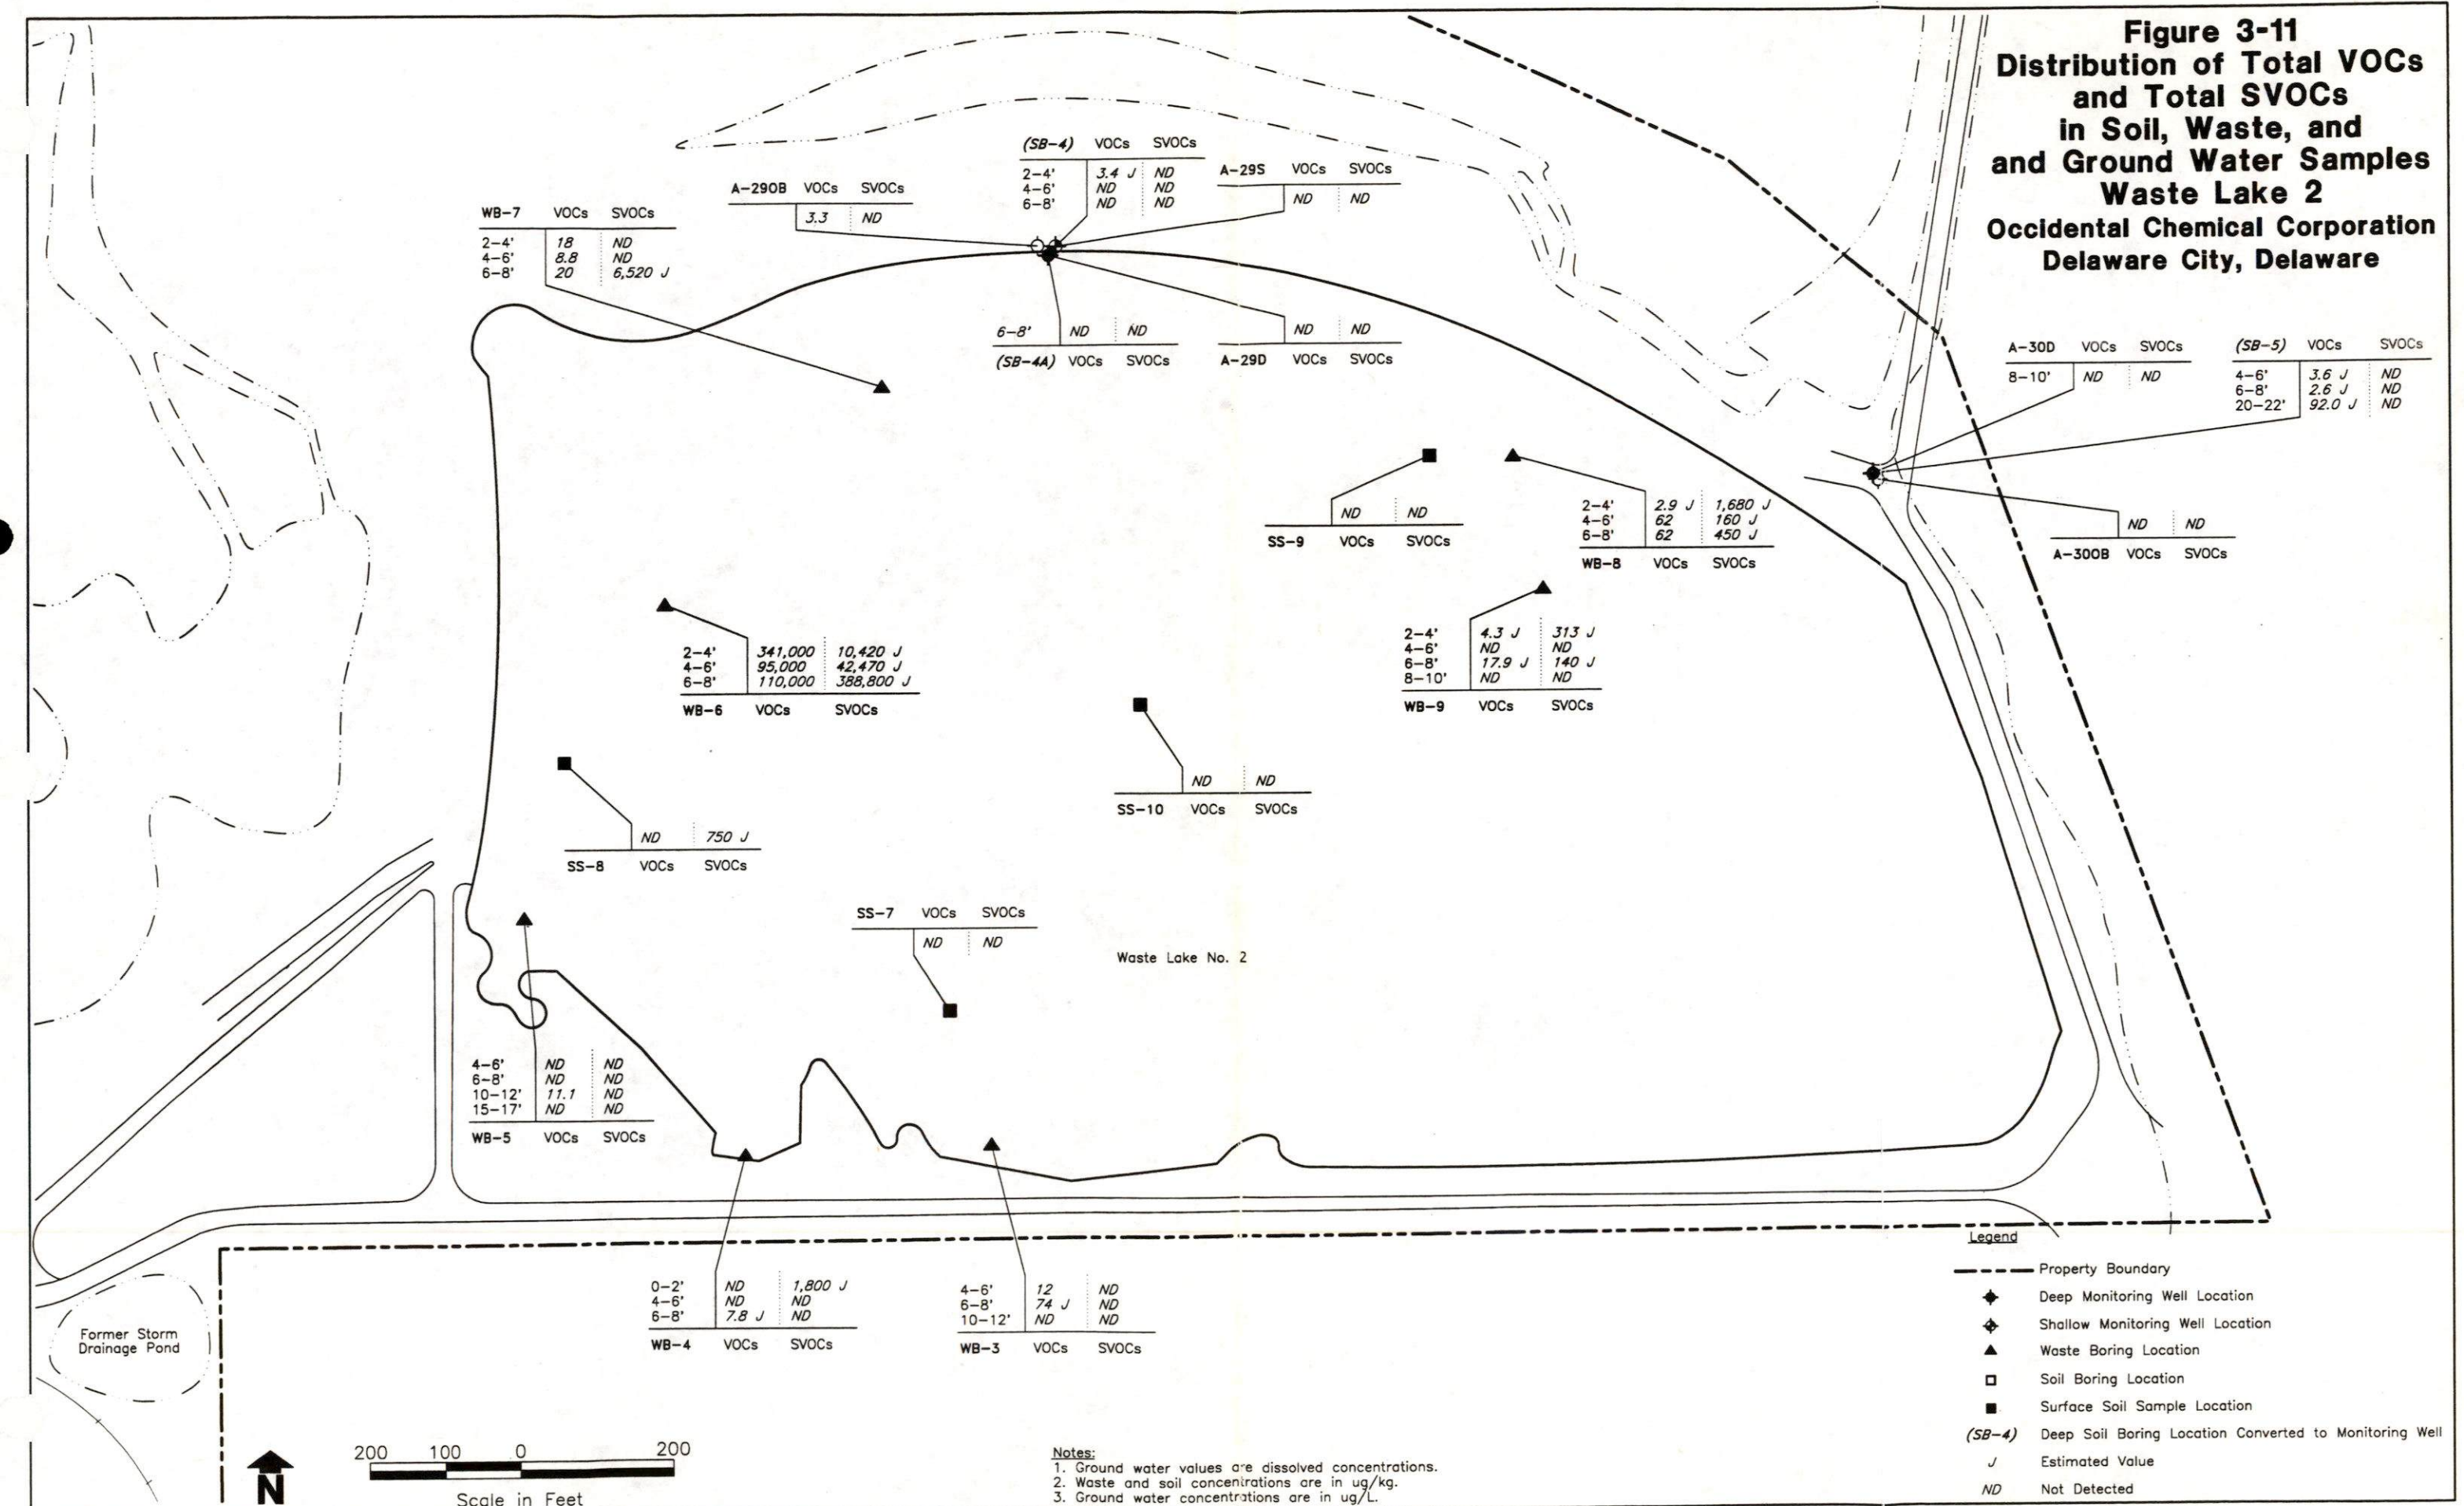 Figure 3-11
Distribution of Total VOCs
and Total SVOCs
in Soil, Waste, and
and Ground Water Samples
Waste Lake 2
Occidental Chemical Corporation
Delaware City, Delaware
(SB-4) VOCs SVOCs
2-4' 3.4 J ND
4-6' ND ND
6-8' ND ND
A-29S VOCs SVOCs
ND ND
A-290B VOCs SVOCs
3.3 ND
WB-7 VOCs SVOCs
2-4' 18 ND
4-6' 8.8 ND
6-8' 20 6,520 J
6-8' ND ND
(SB-4A) VOCs SVOCs
ND ND
A-29D VOCs SVOCs
A-30D VOCs SVOCs
8-10' ND ND
(SB-5) VOCs SVOCs
4-6' 3.6 J ND
6-8' 2.6 J ND
20-22' 92.0 J ND
ND ND
A-300B VOCs SVOCs
ND ND
SS-9 VOCs SVOCs
2-4' 2.9 J 1,680 J
4-6' 62 160 J
6-8' 62 450 J
WB-8 VOCs SVOCs
2-4' 4.3 J 313 J
4-6' ND ND
6-8' 17.9 J 140 J
8-10' ND ND
WB-9 VOCs SVOCs
2-4' 341,000 10,420 J
4-6' 95,000 42,470 J
6-8' 110,000 388,800 J
WB-6 VOCs SVOCs
ND ND
SS-10 VOCs SVOCs
ND 750 J
SS-8 VOCs SVOCs
SS-7 VOCs SVOCs
ND ND
Waste Lake No. 2
4-6' ND ND
6-8' ND ND
10-12' 11.1 ND
15-17' ND ND
WB-5 VOCs SVOCs
0-2' ND 1,800 J
4-6' ND ND
6-8' 7.8 J ND
WB-4 VOCs SVOCs
4-6' 12 ND
6-8' 74 J ND
10-12' ND ND
WB-3 VOCs SVOCs
Former Storm
Drainage Pond
Legend
Property Boundary
Deep Monitoring Well Location
Shallow Monitoring Well Location
Waste Boring Location
Soil Boring Location
Surface Soil Sample Location
(SB-4) Deep Soil Boring Location Converted to Monitoring Well
J Estimated Value
ND Not Detected
N
200 100 0 200
Scale in Feet
Notes:
1. Ground water values are dissolved concentrations.
2. Waste and soil concentrations are in ug/kg.
3. Ground water concentrations are in ug/L.